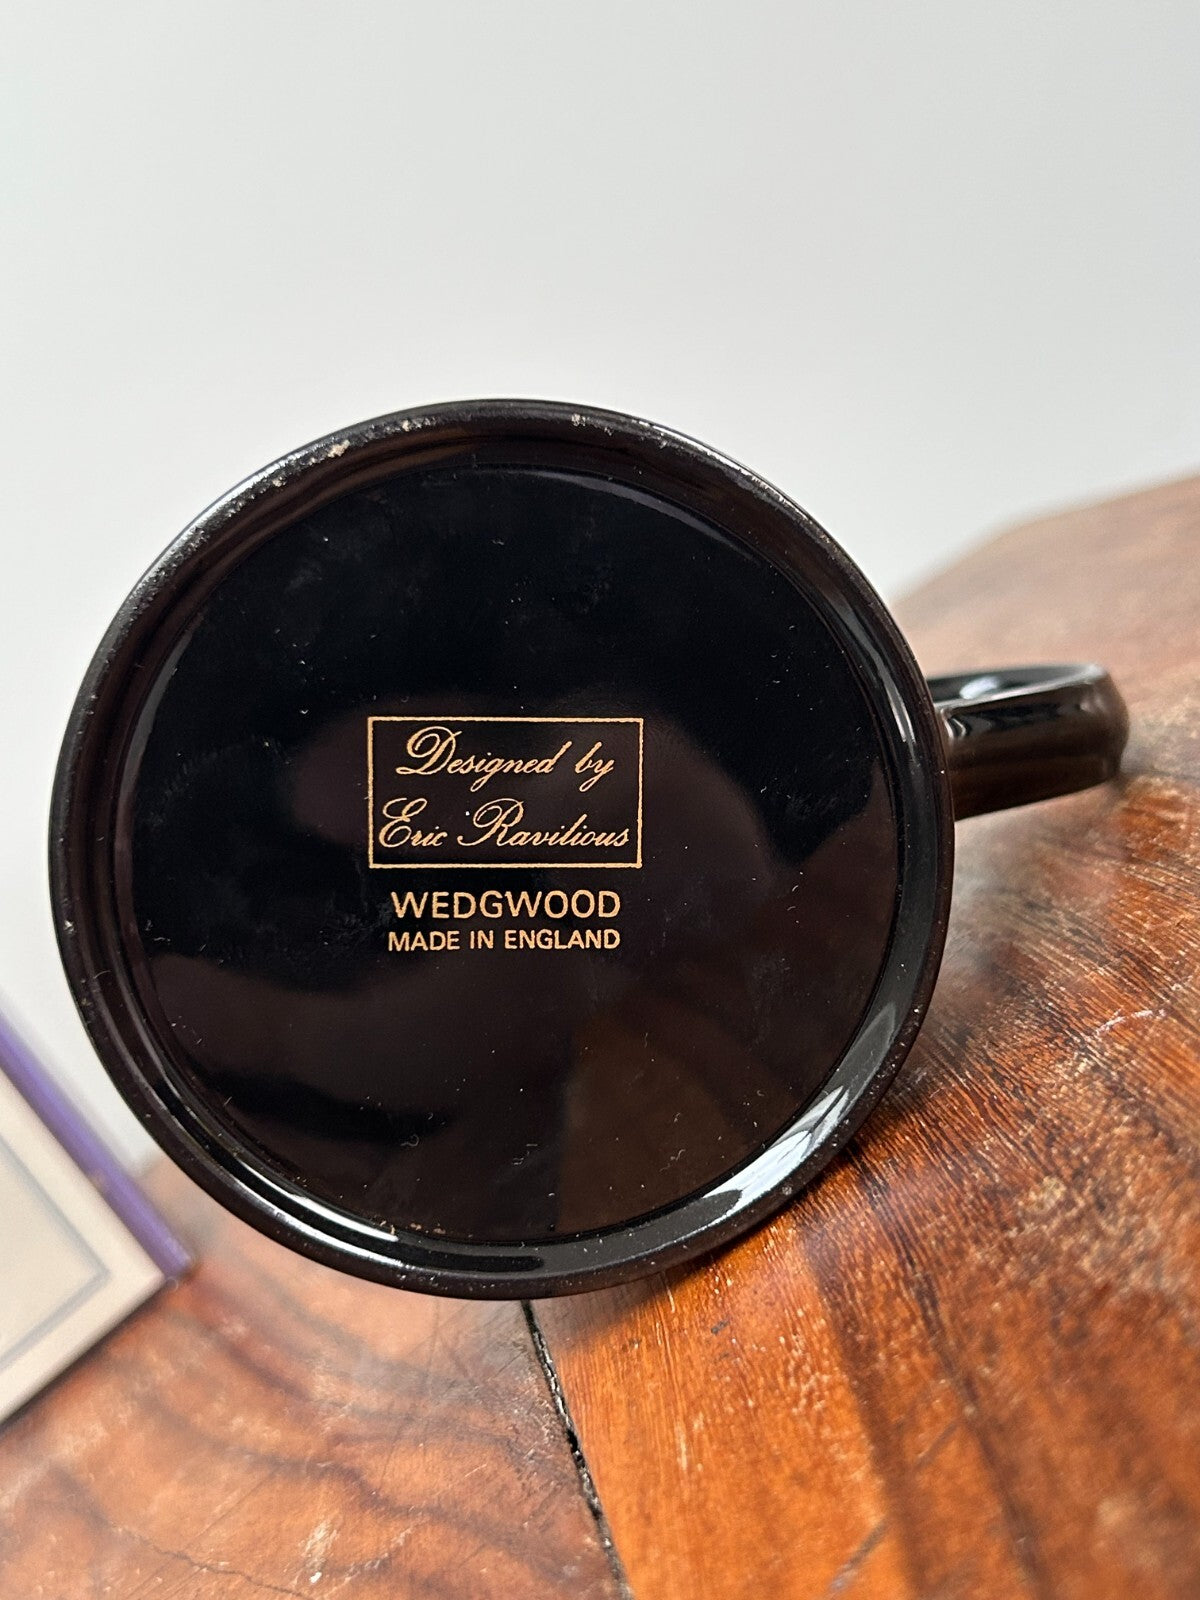 Designed by
Eric Ravilious
WEDGWOOD
MADE IN ENGLAND